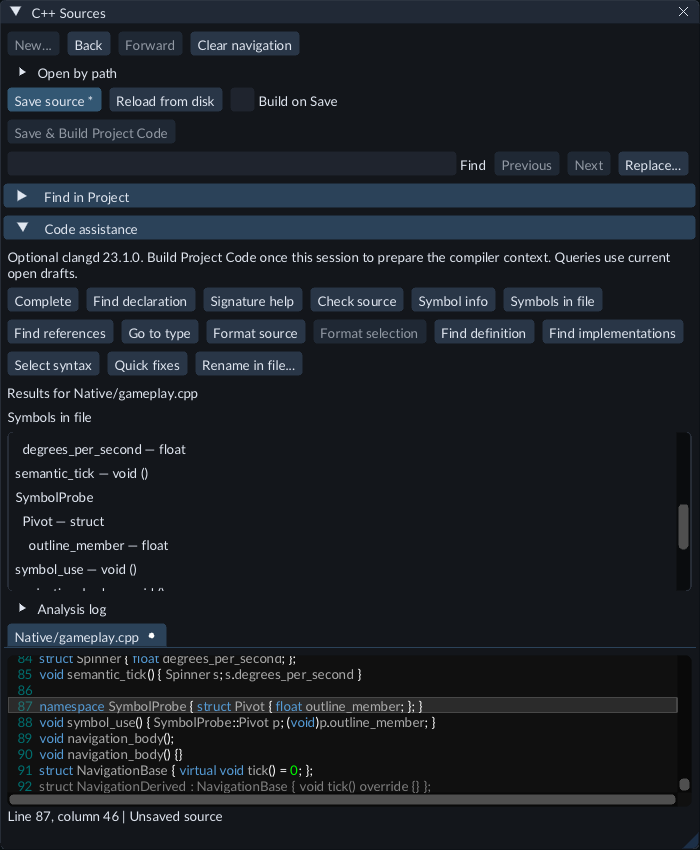 C++ Sources
New... Back Forward Clear navigation
Open by path
Save source * Reload from disk Build on Save
Save & Build Project Code
Find Previous Next Replace...
Find in Project
Code assistance
Optional clangd 23.1.0. Build Project Code once this session to prepare the compiler context. Queries use current
open drafts.
Complete Find declaration Signature help Check source Symbol info Symbols in file
Find references Go to type Format source Format selection Find definition Find implementations
Select syntax Quick fixes Rename in file...
Results for Native/gameplay.cpp
Symbols in file
degrees_per_second — float
semantic_tick — void ()
SymbolProbe
Pivot — struct
outline_member — float
symbol_use — void ()
Analysis log
Native/gameplay.cpp
84 struct Spinner { float degrees_per_second; };
85 void semantic_tick() { Spinner s; s.degrees_per_second }
86
87 namespace SymbolProbe { struct Pivot { float outline_member; }; }
88 void symbol_use() { SymbolProbe::Pivot p; (void)p.outline_member; }
89 void navigation_body();
90 void navigation_body() {}
91 struct NavigationBase { virtual void tick() = 0; };
92 struct NavigationDerived : NavigationBase { void tick() override {} };
Line 87, column 46 | Unsaved source